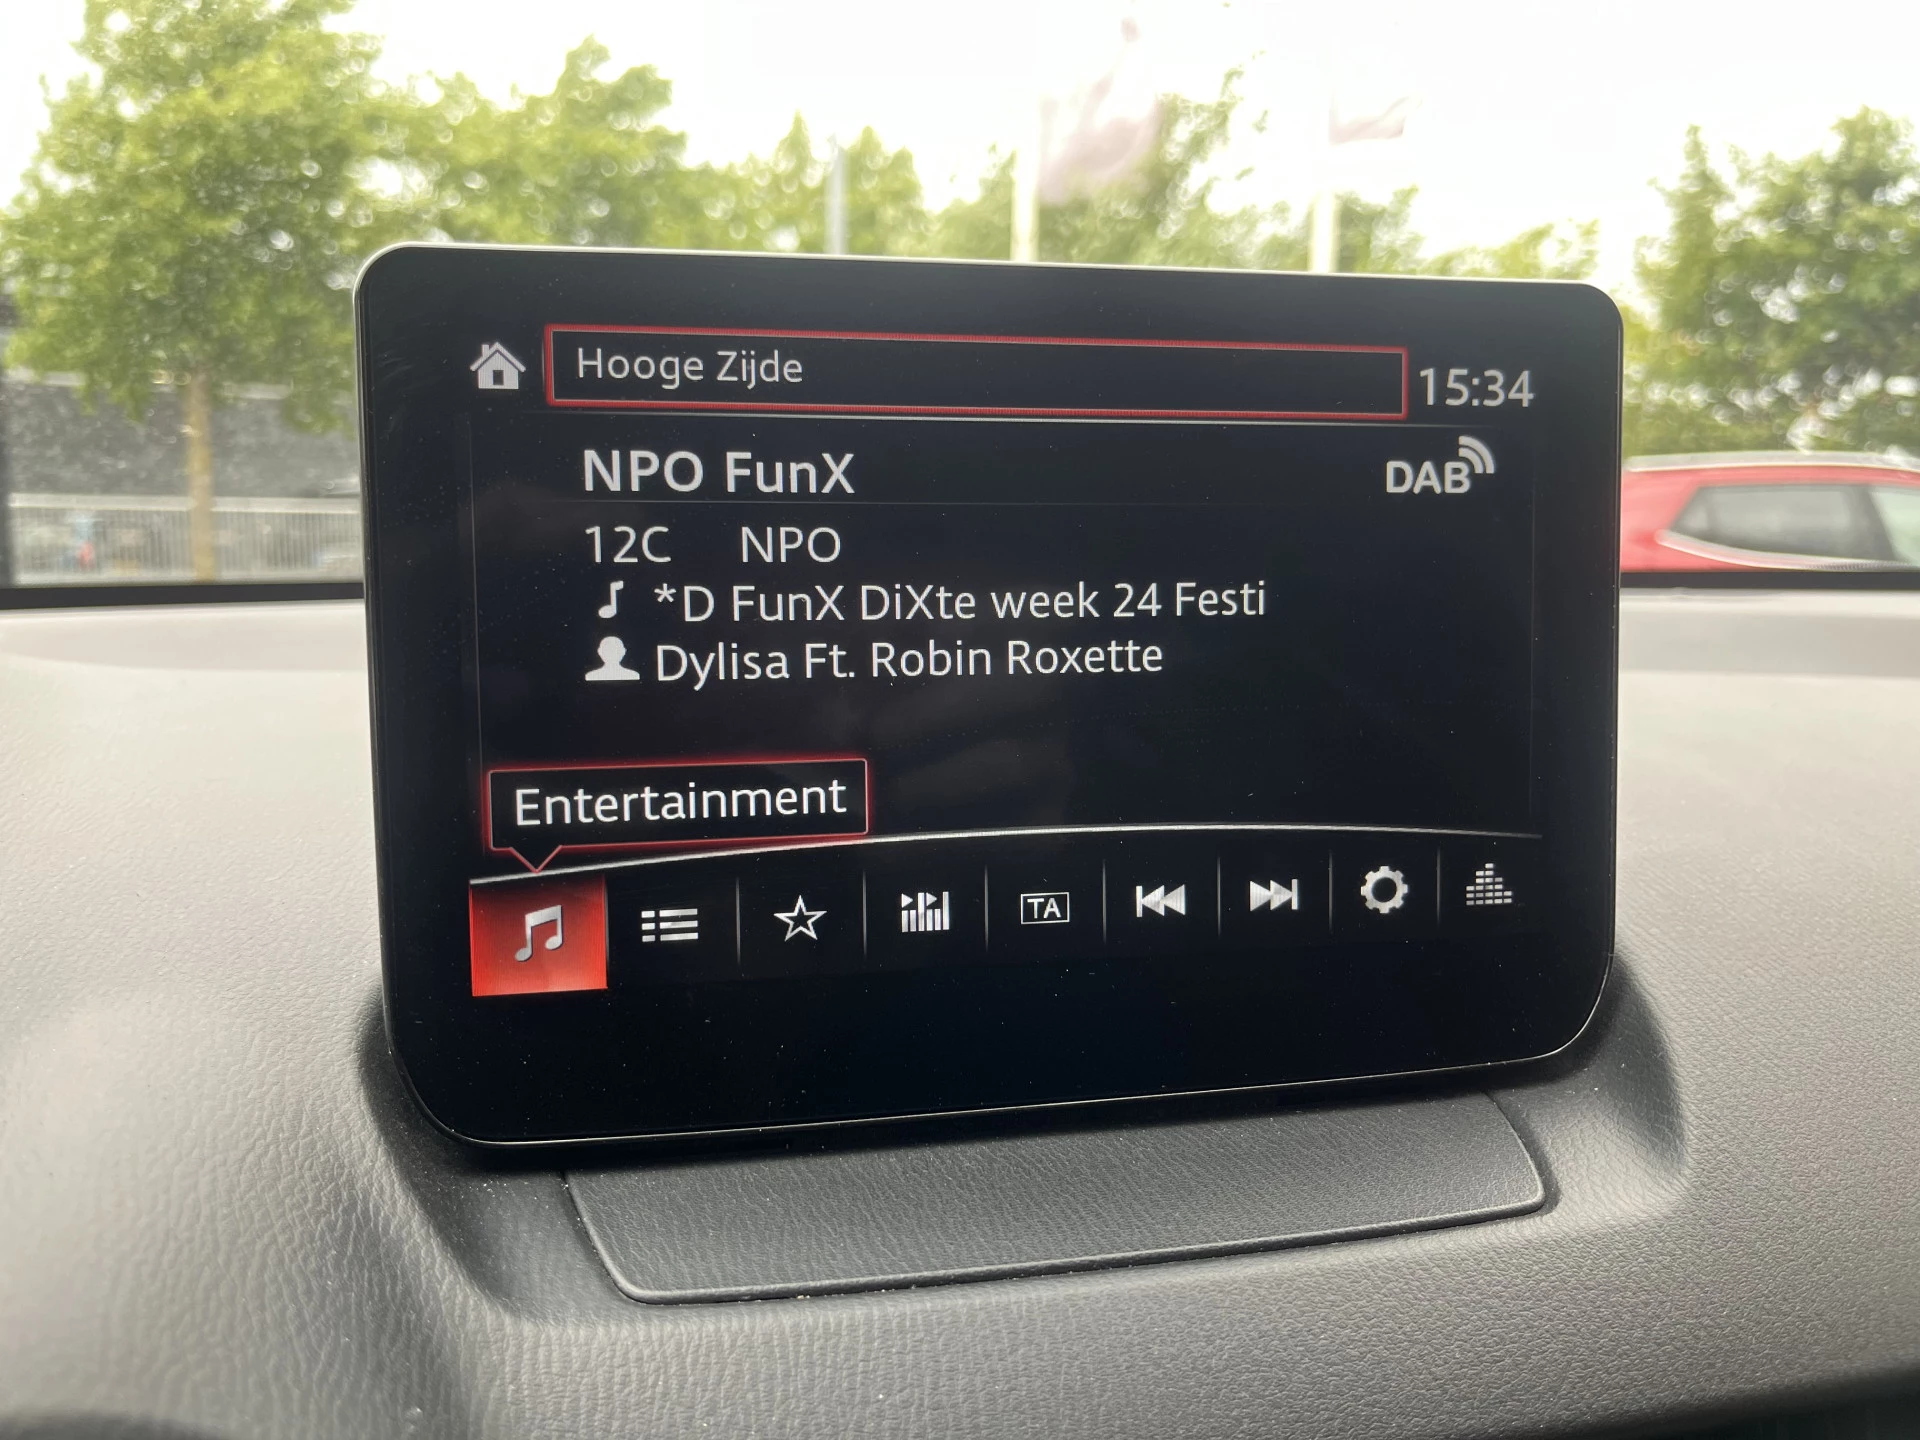 Hooge Zijde
15:34
NPO FunX
DAB
12C NPO
*D FunX DiXte week 24 Festi
Dylisa Ft. Robin Roxette
Entertainment
TA